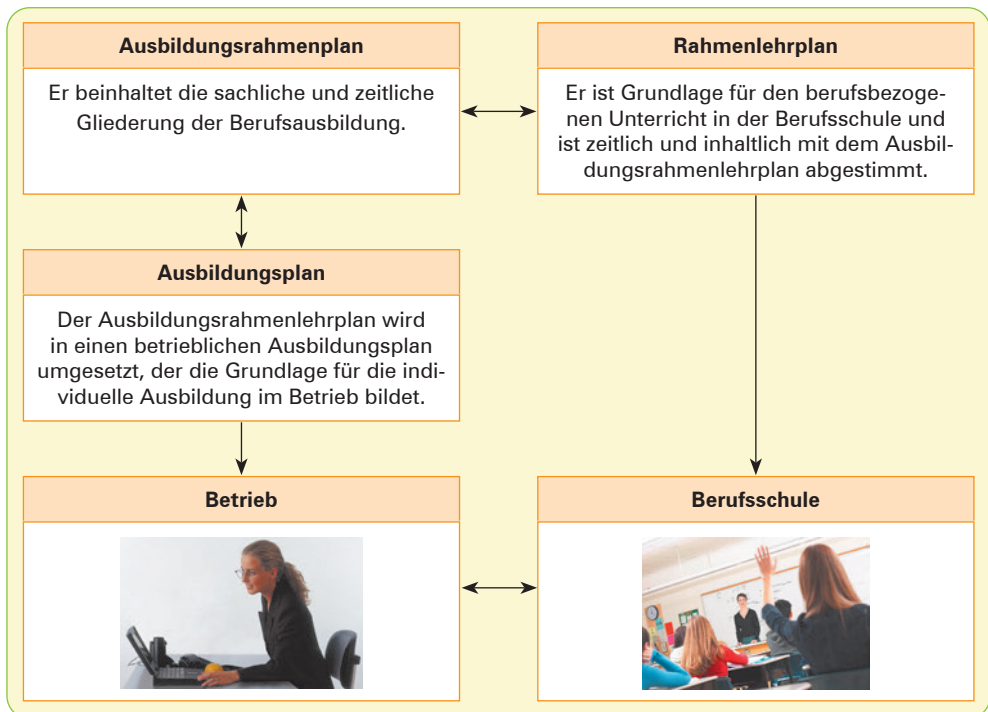 Ausbildungsrahmenplan
Er beinhaltet die sachliche und zeitliche
Gliederung der Berufsausbildung.
Rahmenlehrplan
Er ist Grundlage für den berufsbezoge-
nen Unterricht in der Berufsschule und
ist zeitlich und inhaltlich mit dem Ausbil-
dungsrahmenlehrplan abgestimmt.
Ausbildungsplan
Der Ausbildungsrahmenlehrplan wird
in einen betrieblichen Ausbildungsplan
umgesetzt, der die Grundlage für die indi-
viduelle Ausbildung im Betrieb bildet.
Betrieb
Berufsschule